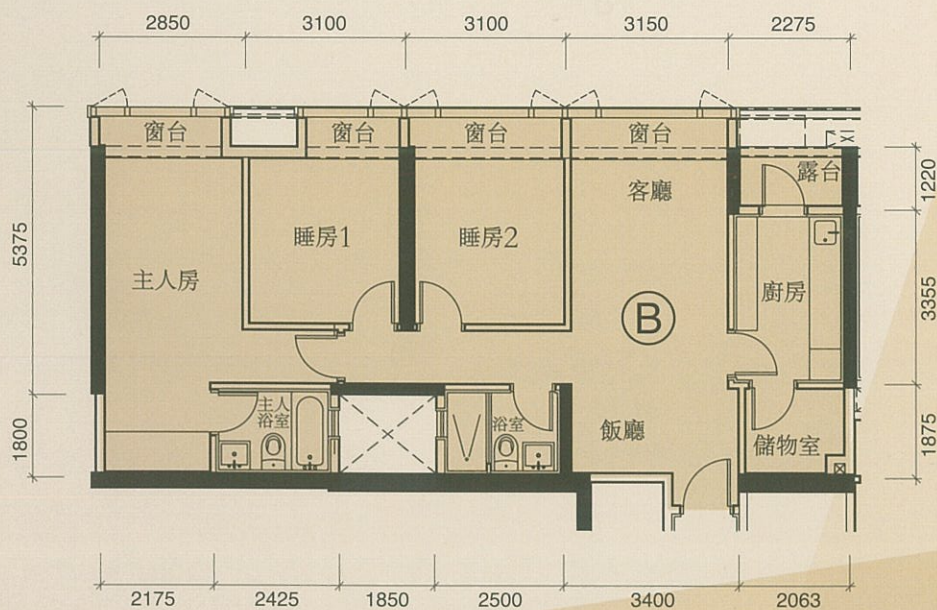 2850 3100 3100 3150 2275
窗台 窗台 窗台 窗台
露台
客廳
睡房1 睡房2
主人房 廚房
B
主人
浴室 浴室
飯廳 儲物室
5375
1800
1220
3355
1875
2175 2425 1850 2500 3400 2063